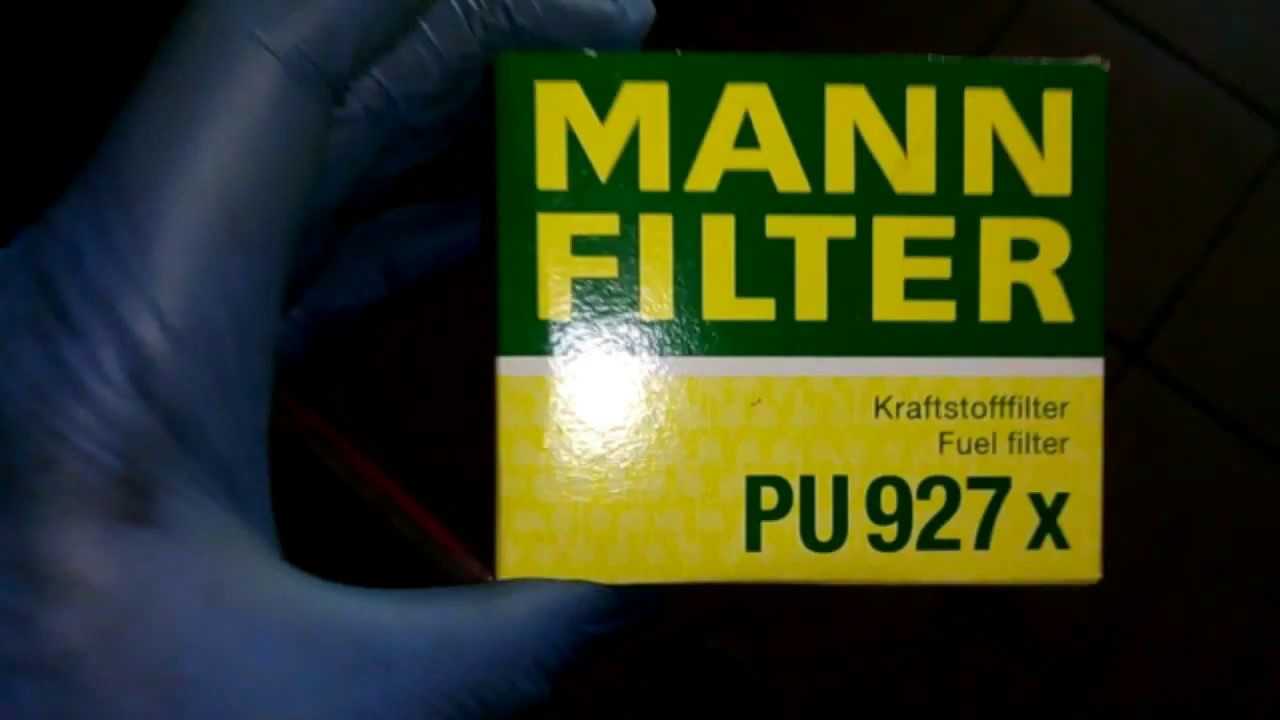 MANN
FILTER
Kraftstofffilter
Fuel filter
PU 927 x